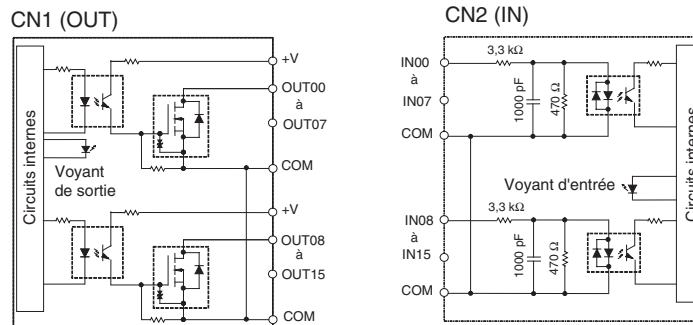 CN1 (OUT)
Circuits internes
+V
OUT00
à
OUT07
COM
Voyant
de sortie
+V
OUT08
à
OUT15
COM
CN2 (IN)
IN00
à
IN07
COM
3,3 kΩ
1000 pF
470 Ω
Voyant d'entrée
IN08
à
IN15
COM
3,3 kΩ
1000 pF
470 Ω
Circuits internes